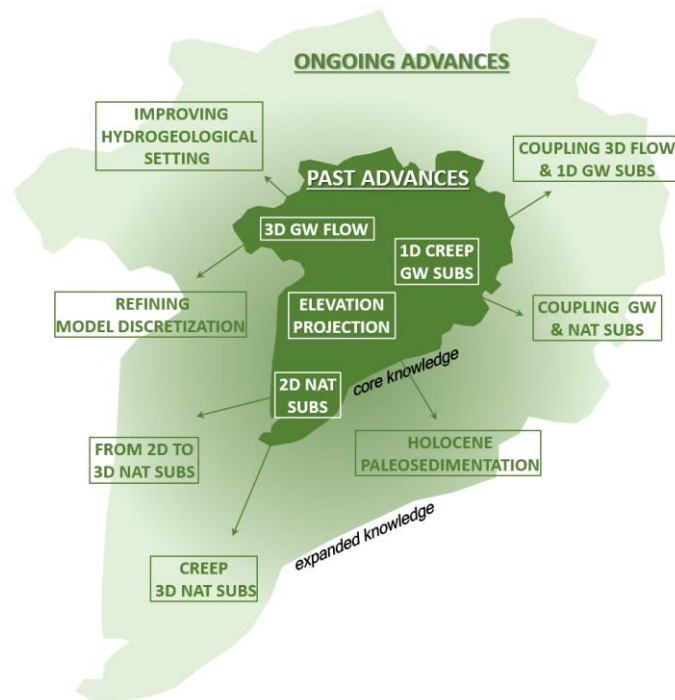 ONGOING ADVANCES
IMPROVING
HYDROGEOLOGICAL
SETTING
COUPLING 3D FLOW
& 1D GW SUBS
PAST ADVANCES
3D GW FLOW
1D CREEP
GW SUBS
REFINING
MODEL DISCRETIZATION
ELEVATION
PROJECTION
COUPLING GW
& NAT SUBS
2D NAT
SUBS
core knowledge
FROM 2D TO
3D NAT SUBS
HOLOCENE
PALEOSEDIMENTATION
expanded knowledge
CREEP
3D NAT SUBS